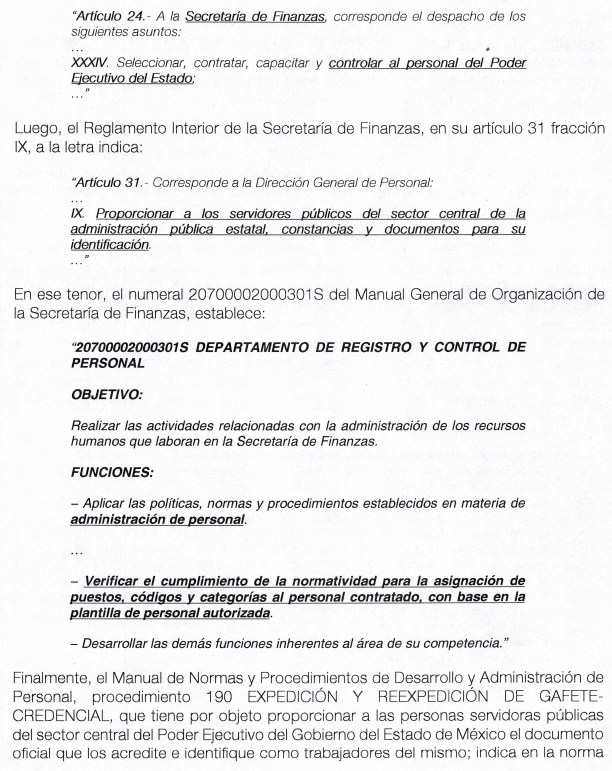 “Artículo 24.- A la Secretaría de Finanzas, corresponde el despacho de los
siguientes asuntos:
...
XXXIV. Seleccionar, contratar, capacitar y controlar al personal del Poder
Ejecutivo del Estado;
...”
Luego, el Reglamento Interior de la Secretaría de Finanzas, en su artículo 31 fracción
IX, a la letra indica:
“Artículo 31.- Corresponde a la Dirección General de Personal:
...
IX. Proporcionar a los servidores públicos del sector central de la
administración pública estatal, constancias y documentos para su
identificación.
...”
En ese tenor, el numeral 20700002000301S del Manual General de Organización de
la Secretaría de Finanzas, establece:
“20700002000301S DEPARTAMENTO DE REGISTRO Y CONTROL DE
PERSONAL
OBJETIVO:
Realizar las actividades relacionadas con la administración de los recursos
humanos que laboran en la Secretaría de Finanzas.
FUNCIONES:
– Aplicar las políticas, normas y procedimientos establecidos en materia de
administración de personal.
...
– Verificar el cumplimiento de la normatividad para la asignación de
puestos, códigos y categorías al personal contratado, con base en la
plantilla de personal autorizada.
– Desarrollar las demás funciones inherentes al área de su competencia.”
Finalmente, el Manual de Normas y Procedimientos de Desarrollo y Administración de
Personal, procedimiento 190 EXPEDICIÓN Y REEXPEDICIÓN DE GAFETE-
CREDENCIAL, que tiene por objeto proporcionar a las personas servidoras públicas
del sector central del Poder Ejecutivo del Gobierno del Estado de México el documento
oficial que los acredite e identifique como trabajadores del mismo; indica en la norma